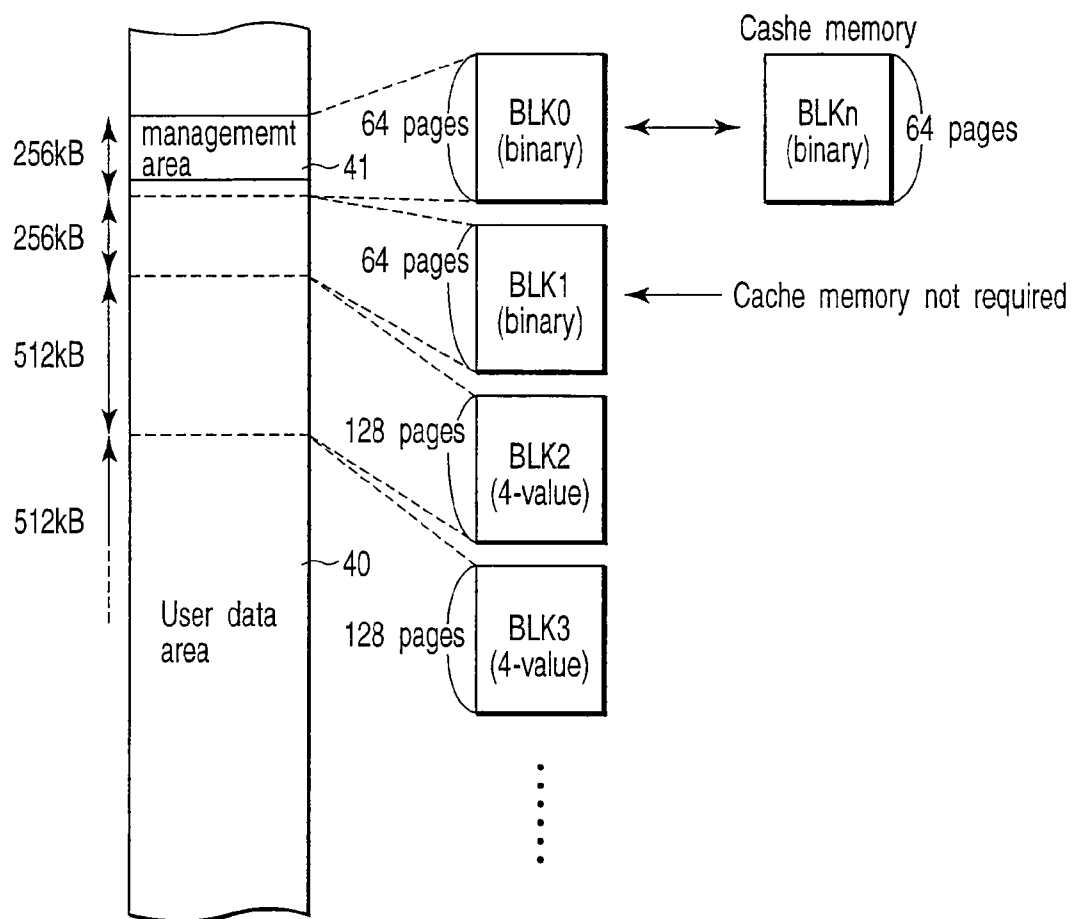 Cashe memory
256kB
managememt
area
41
64 pages
BLK0
(binary)
BLKn
(binary)
64 pages
256kB
64 pages
BLK1
(binary)
Cache memory not required
512kB
128 pages
BLK2
(4-value)
512kB
40
User data
area
128 pages
BLK3
(4-value)